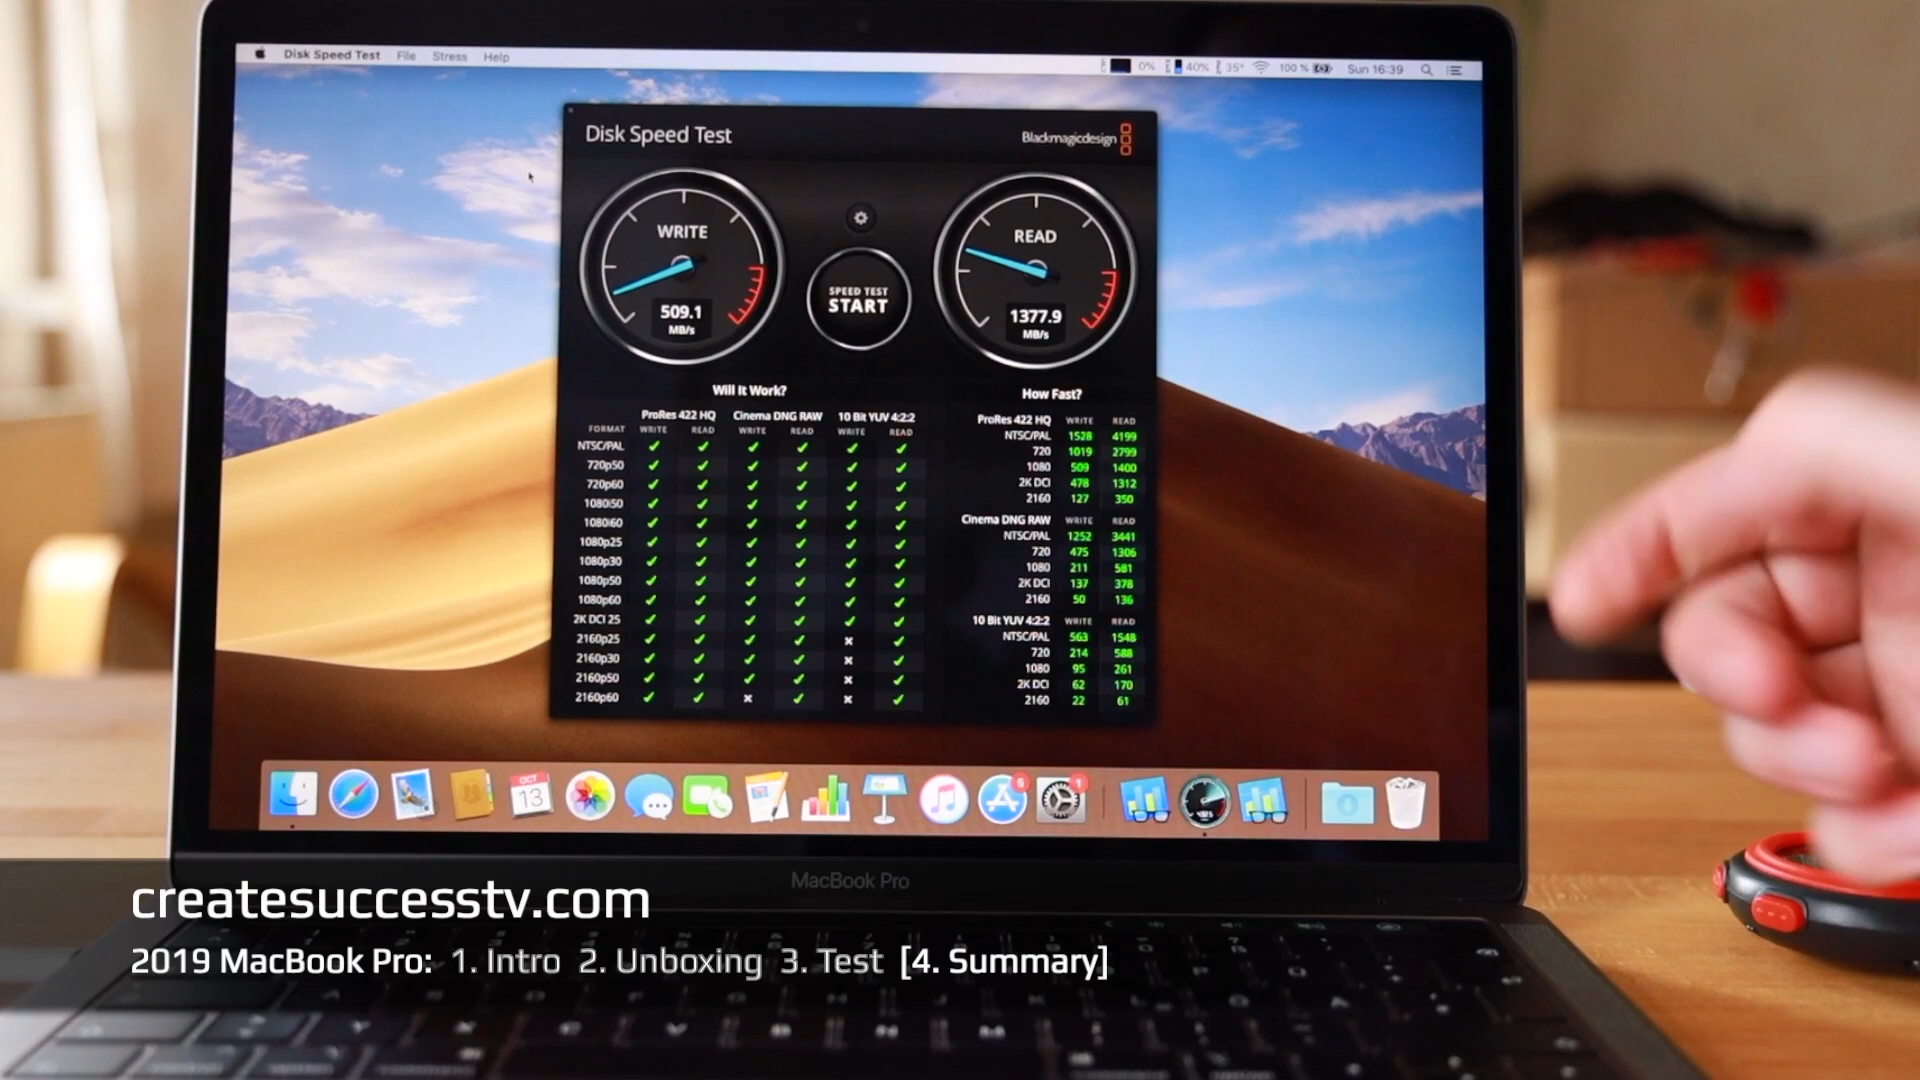 Disk Speed Test File Stress Help
0% 40% 35° 100 % Sun 16:39
Disk Speed Test
Blackmagicdesign
WRITE
509.1
MB/s
SPEED TEST
START
READ
1377.9
MB/s
Will It Work?
ProRes 422 HQ Cinema DNG RAW 10 Bit YUV 4:2:2
FORMAT WRITE READ WRITE READ WRITE READ
NTSC/PAL ✓ ✓ ✓ ✓ ✓ ✓
720p50 ✓ ✓ ✓ ✓ ✓ ✓
720p60 ✓ ✓ ✓ ✓ ✓ ✓
1080i50 ✓ ✓ ✓ ✓ ✓ ✓
1080i60 ✓ ✓ ✓ ✓ ✓ ✓
1080p25 ✓ ✓ ✓ ✓ ✓ ✓
1080p30 ✓ ✓ ✓ ✓ ✓ ✓
1080p50 ✓ ✓ ✓ ✓ ✓ ✓
1080p60 ✓ ✓ ✓ ✓ ✓ ✓
2K DCI 25 ✓ ✓ ✓ ✓ ✓ ✓
2160p25 ✓ ✓ ✓ ✓ ✗ ✓
2160p30 ✓ ✓ ✓ ✓ ✗ ✓
2160p50 ✓ ✓ ✓ ✓ ✗ ✓
2160p60 ✓ ✓ ✗ ✓ ✗ ✓
How Fast?
ProRes 422 HQ WRITE READ
NTSC/PAL 1528 4199
720 1019 2799
1080 509 1400
2K DCI 478 1312
2160 127 350
Cinema DNG RAW WRITE READ
NTSC/PAL 1252 3441
720 475 1306
1080 211 581
2K DCI 137 378
2160 50 136
10 Bit YUV 4:2:2 WRITE READ
NTSC/PAL 563 1548
720 214 588
1080 95 261
2K DCI 62 170
2160 22 61
OCT
13
MacBook Pro
createsuccesstv.com
2019 MacBook Pro: 1. Intro 2. Unboxing 3. Test [4. Summary]